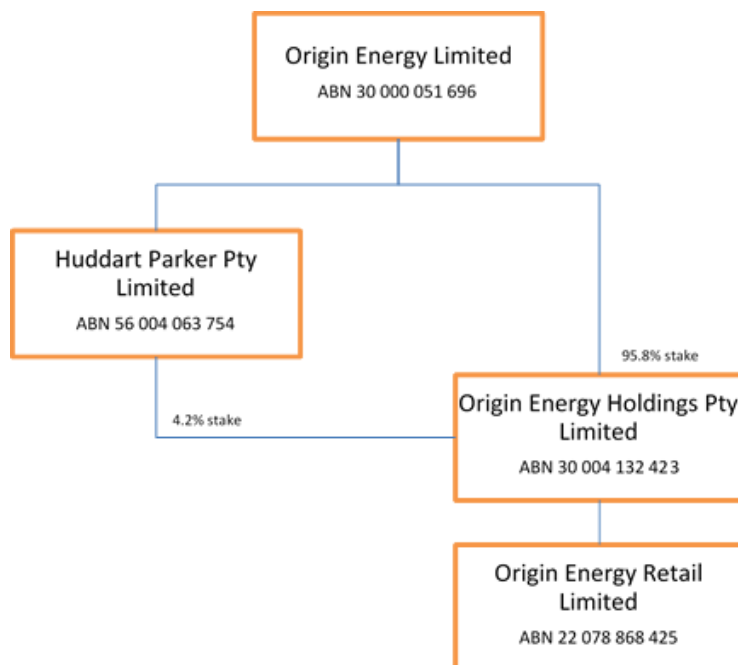 Origin Energy Limited
ABN 30 000 051 696
Huddart Parker Pty
Limited
ABN 56 004 063 754
95.8% stake
4.2% stake
Origin Energy Holdings Pty
Limited
ABN 30 004 132 423
Origin Energy Retail
Limited
ABN 22 078 868 425